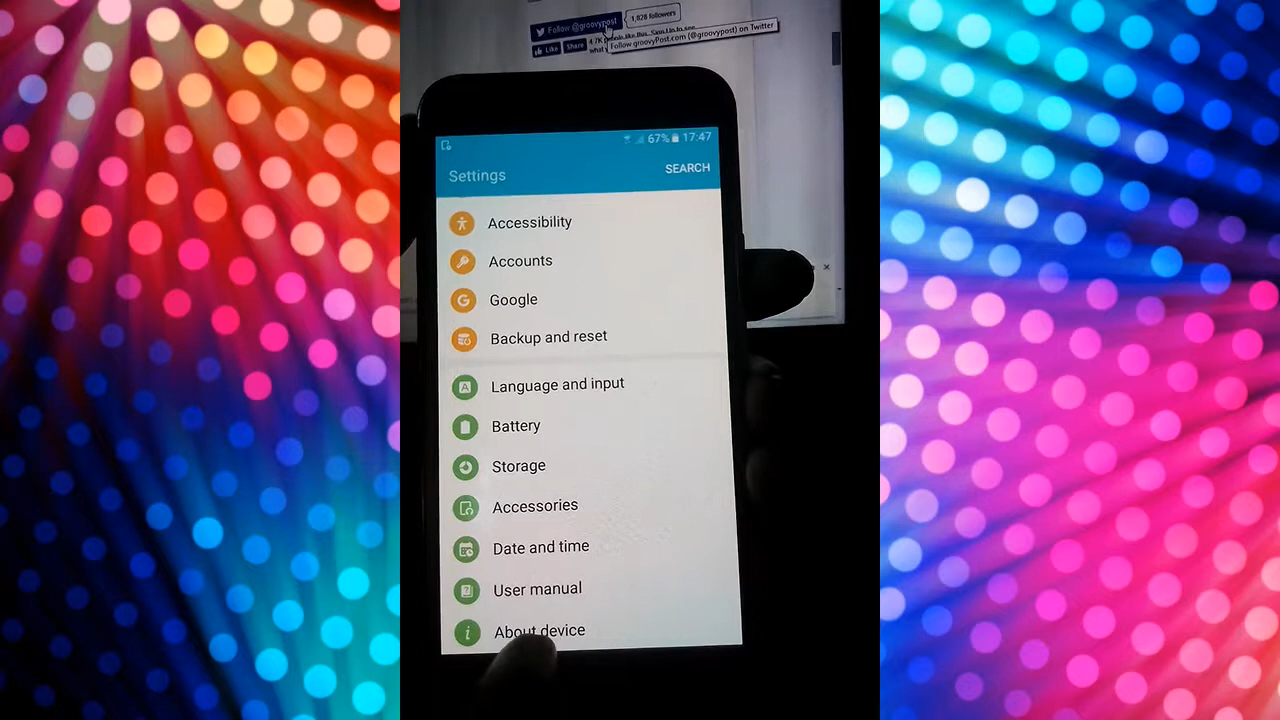 Follow @groovypost
1,828 followers
Follow groovyPost.com (@groovypost) on Twitter
Like Share
67% 17:47
Settings
SEARCH
Accessibility
Accounts
Google
Backup and reset
Language and input
Battery
Storage
Accessories
Date and time
User manual
About device